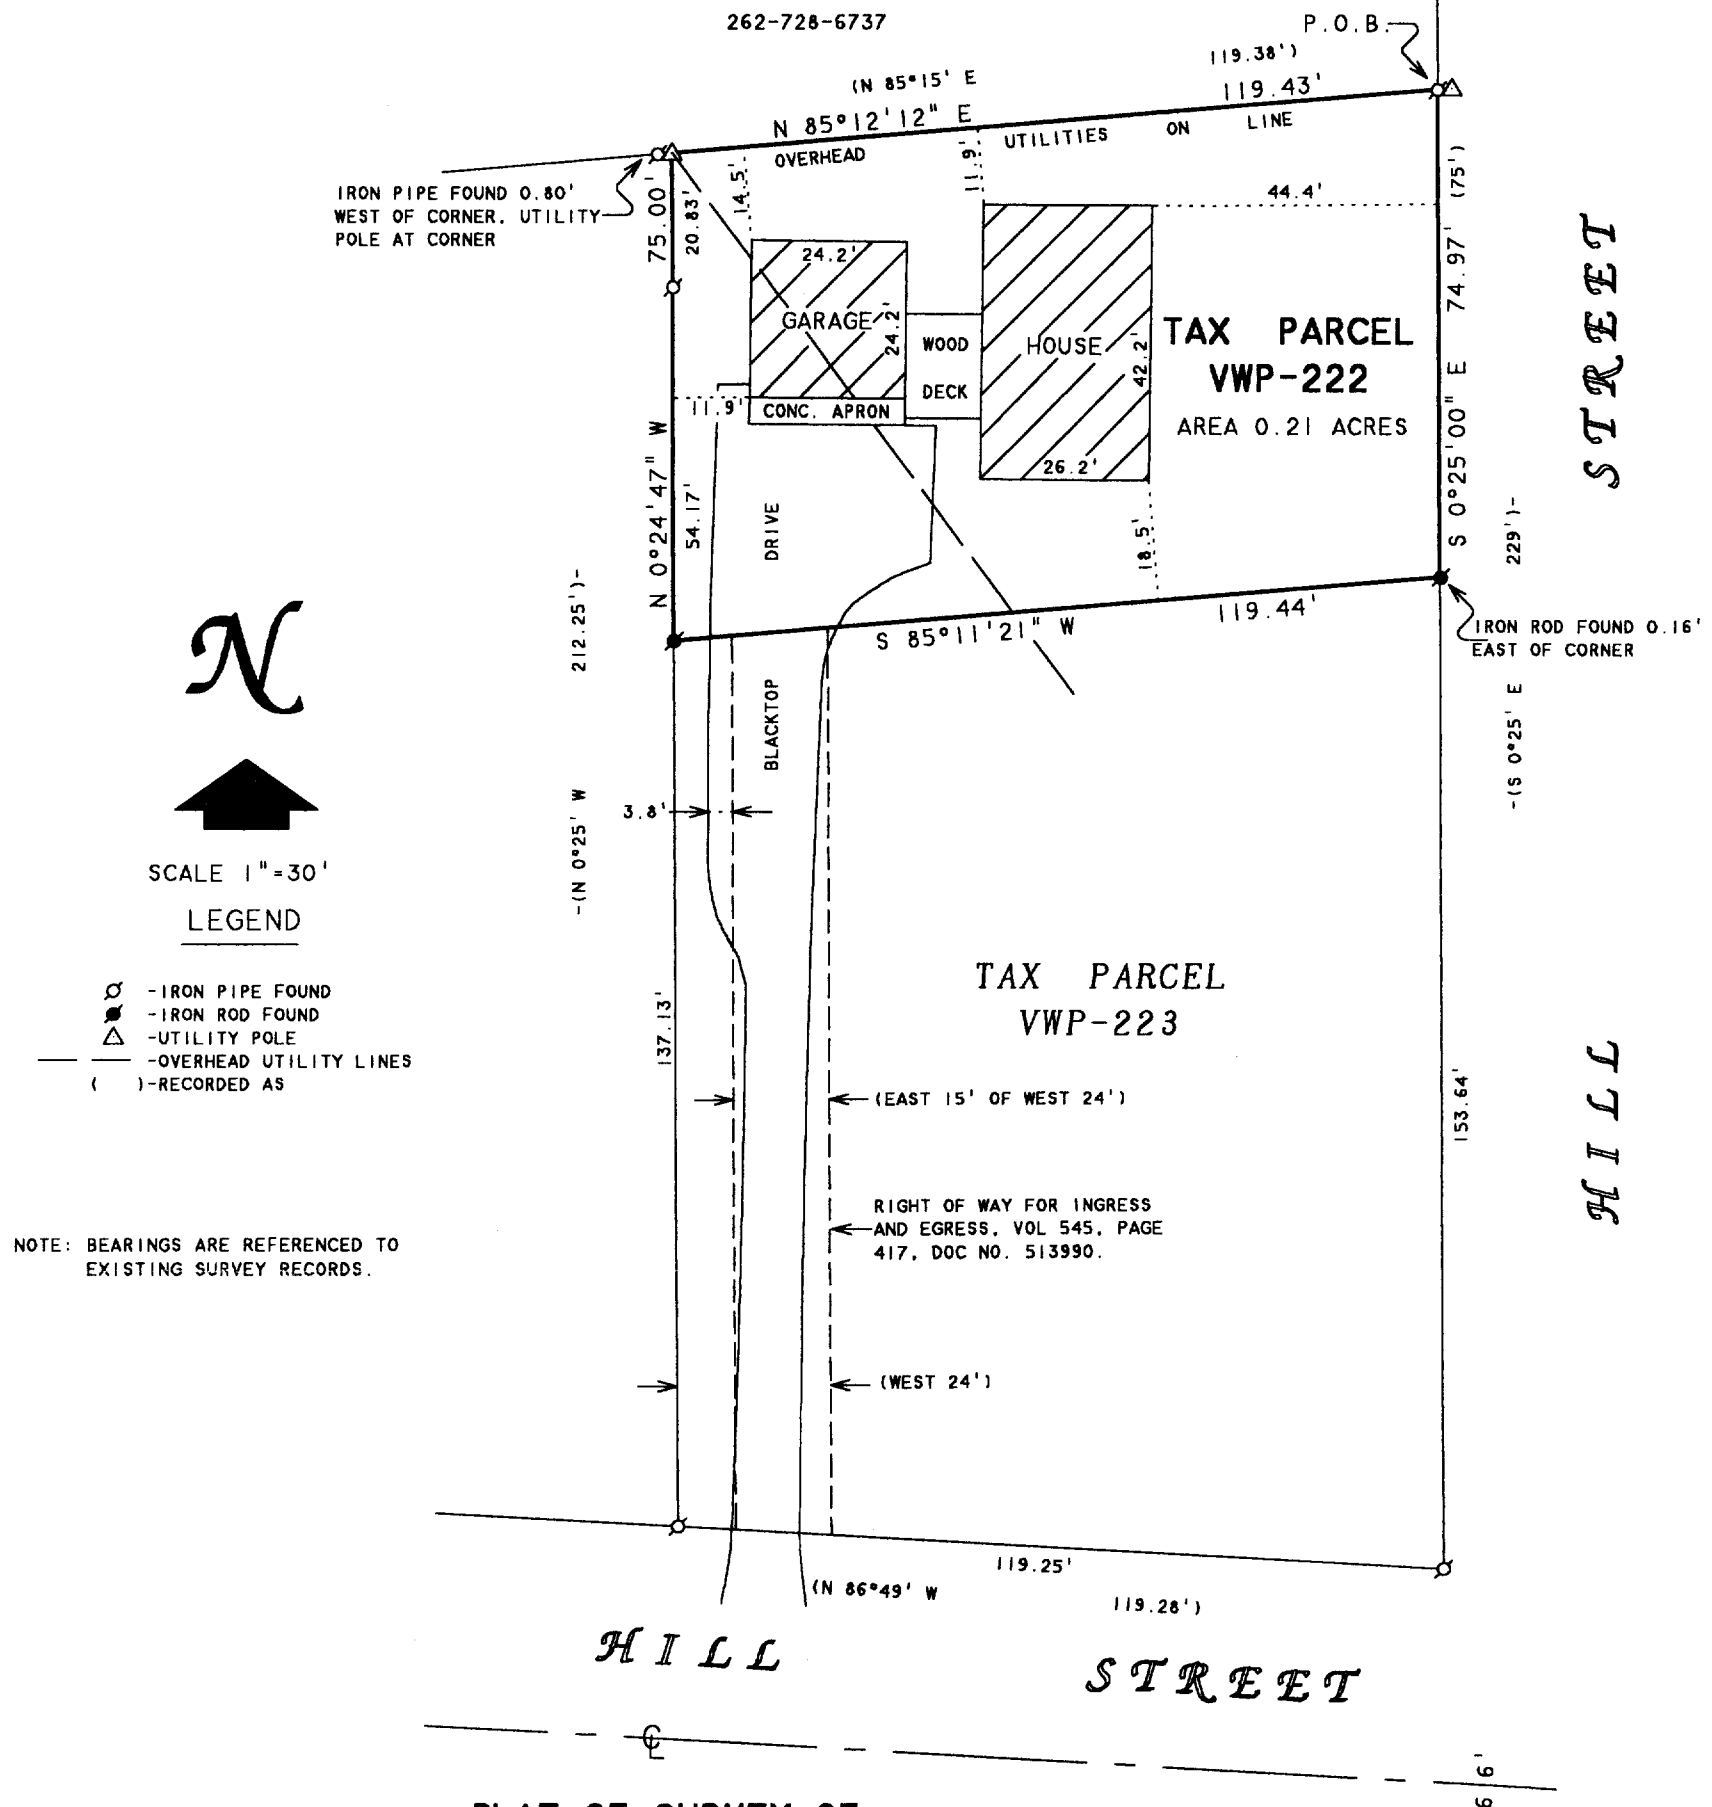 262-728-6737
P.O.B.
(N 85°15' E
119.38')
N 85°12'12" E
119.43'
OVERHEAD
UTILITIES
ON
LINE
IRON PIPE FOUND 0.80'
WEST OF CORNER. UTILITY
POLE AT CORNER
75.00'
20.83'
14.5'
11.9'
44.4'
(75')
24.2'
GARAGE
24.2'
WOOD
DECK
HOUSE
42.2'
26.2'
TAX PARCEL
VWP-222
AREA 0.21 ACRES
74.97'
S 0°25'00" E
STREET
11.9'
CONC. APRON
N 0°24'47" W
54.17'
DRIVE
18.5'
229')-
119.44'
S 85°11'21" W
IRON ROD FOUND 0.16'
EAST OF CORNER
212.25')-
-(N 0°25' W
-(S 0°25' E
BLACKTOP
3.8'
N
SCALE 1"=30'
LEGEND
-IRON PIPE FOUND
-IRON ROD FOUND
-UTILITY POLE
-OVERHEAD UTILITY LINES
( )-RECORDED AS
TAX PARCEL
VWP-223
137.13'
153.64'
HILL
(EAST 15' OF WEST 24')
RIGHT OF WAY FOR INGRESS
AND EGRESS, VOL 545, PAGE
417, DOC NO. 513990.
NOTE: BEARINGS ARE REFERENCED TO
EXISTING SURVEY RECORDS.
(WEST 24')
119.25'
(N 86°49' W
119.28')
HILL STREET
CL
6'